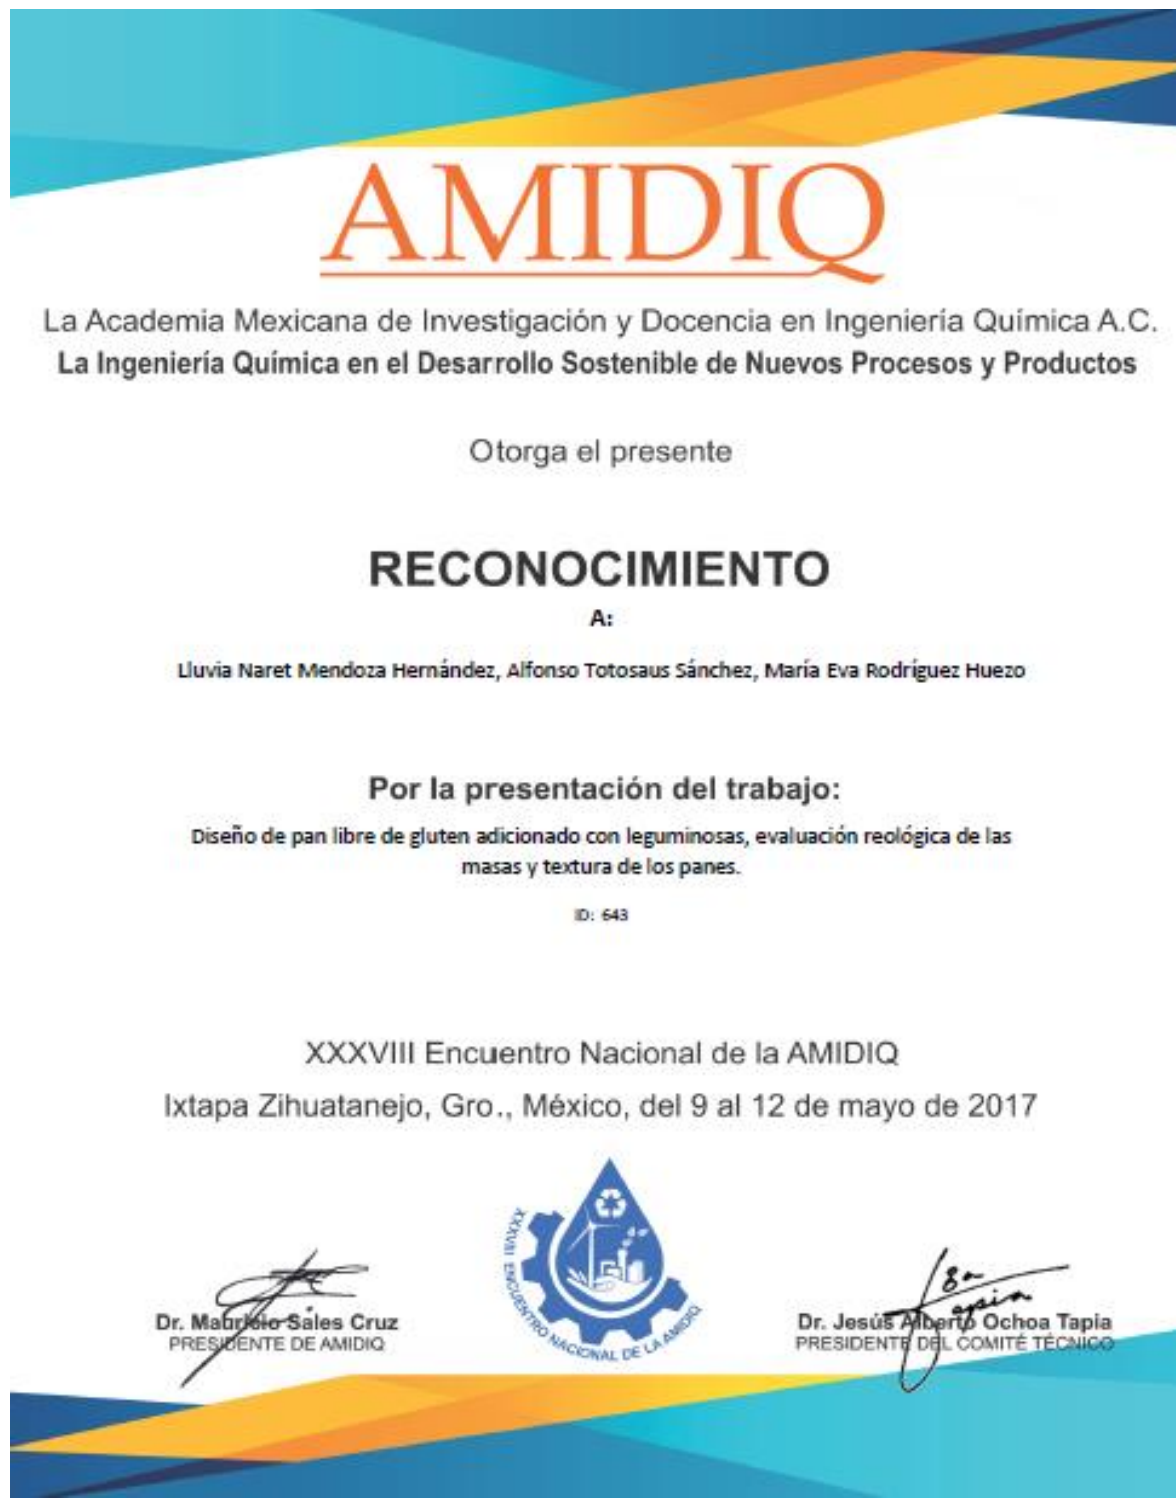 AMIDIQ
La Academia Mexicana de Investigación y Docencia en Ingeniería Química A.C.
La Ingeniería Química en el Desarrollo Sostenible de Nuevos Procesos y Productos
Otorga el presente
RECONOCIMIENTO
A:
Lluvia Naret Mendoza Hernández, Alfonso Totosaus Sánchez, María Eva Rodríguez Huezo
Por la presentación del trabajo:
Diseño de pan libre de gluten adicionado con leguminosas, evaluación reológica de las
masas y textura de los panes.
ID: 643
XXXVIII Encuentro Nacional de la AMIDIQ
Ixtapa Zihuatanejo, Gro., México, del 9 al 12 de mayo de 2017
XXXVIII ENCUENTRO NACIONAL DE LA AMIDIQ
Dr. Mauricio Sales Cruz
PRESIDENTE DE AMIDIQ
Dr. Jesús Alberto Ochoa Tapia
PRESIDENTE DEL COMITÉ TÉCNICO